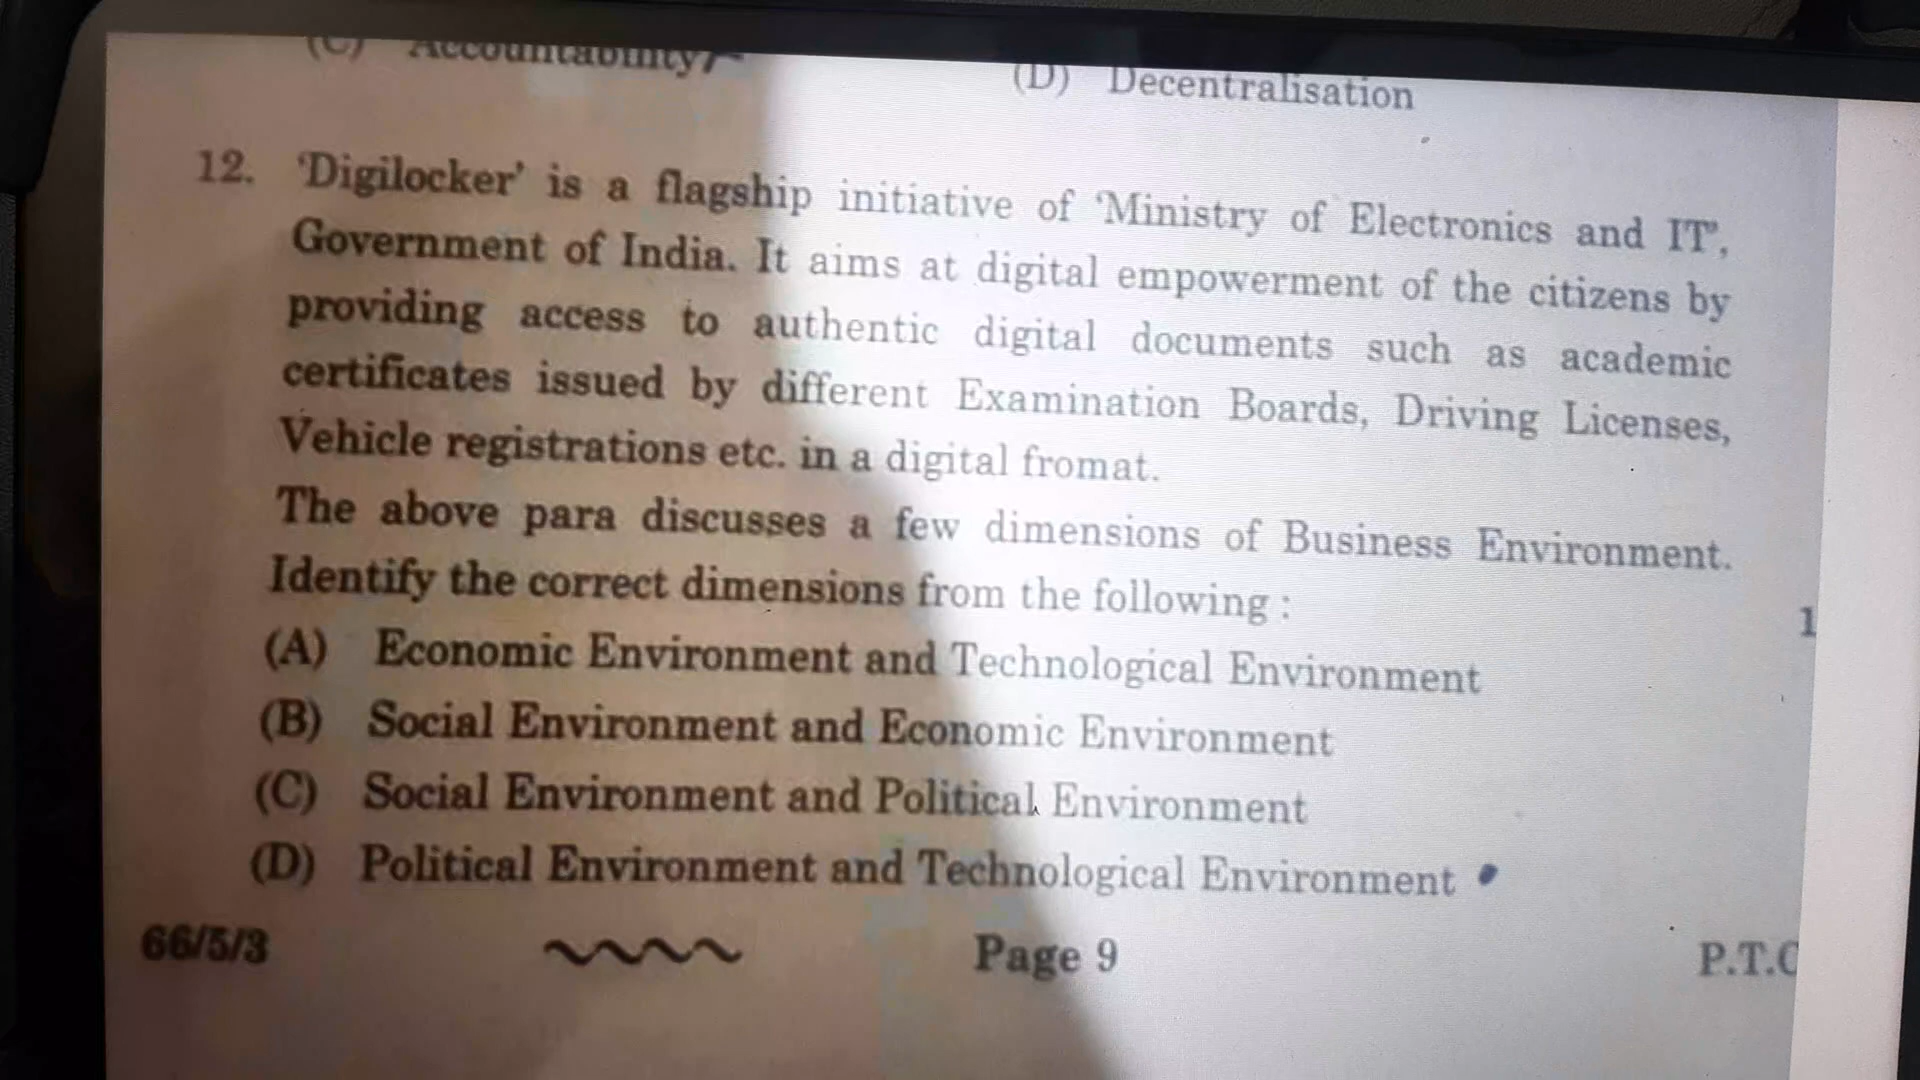 (C) Accountability
(D) Decentralisation
12. ‘Digilocker’ is a flagship initiative of ‘Ministry of Electronics and IT’,
Government of India. It aims at digital empowerment of the citizens by
providing access to authentic digital documents such as academic
certificates issued by different Examination Boards, Driving Licenses,
Vehicle registrations etc. in a digital fromat.
The above para discusses a few dimensions of Business Environment.
Identify the correct dimensions from the following :
1
(A) Economic Environment and Technological Environment
(B) Social Environment and Economic Environment
(C) Social Environment and Political Environment
(D) Political Environment and Technological Environment
66/5/3 Page 9 P.T.O